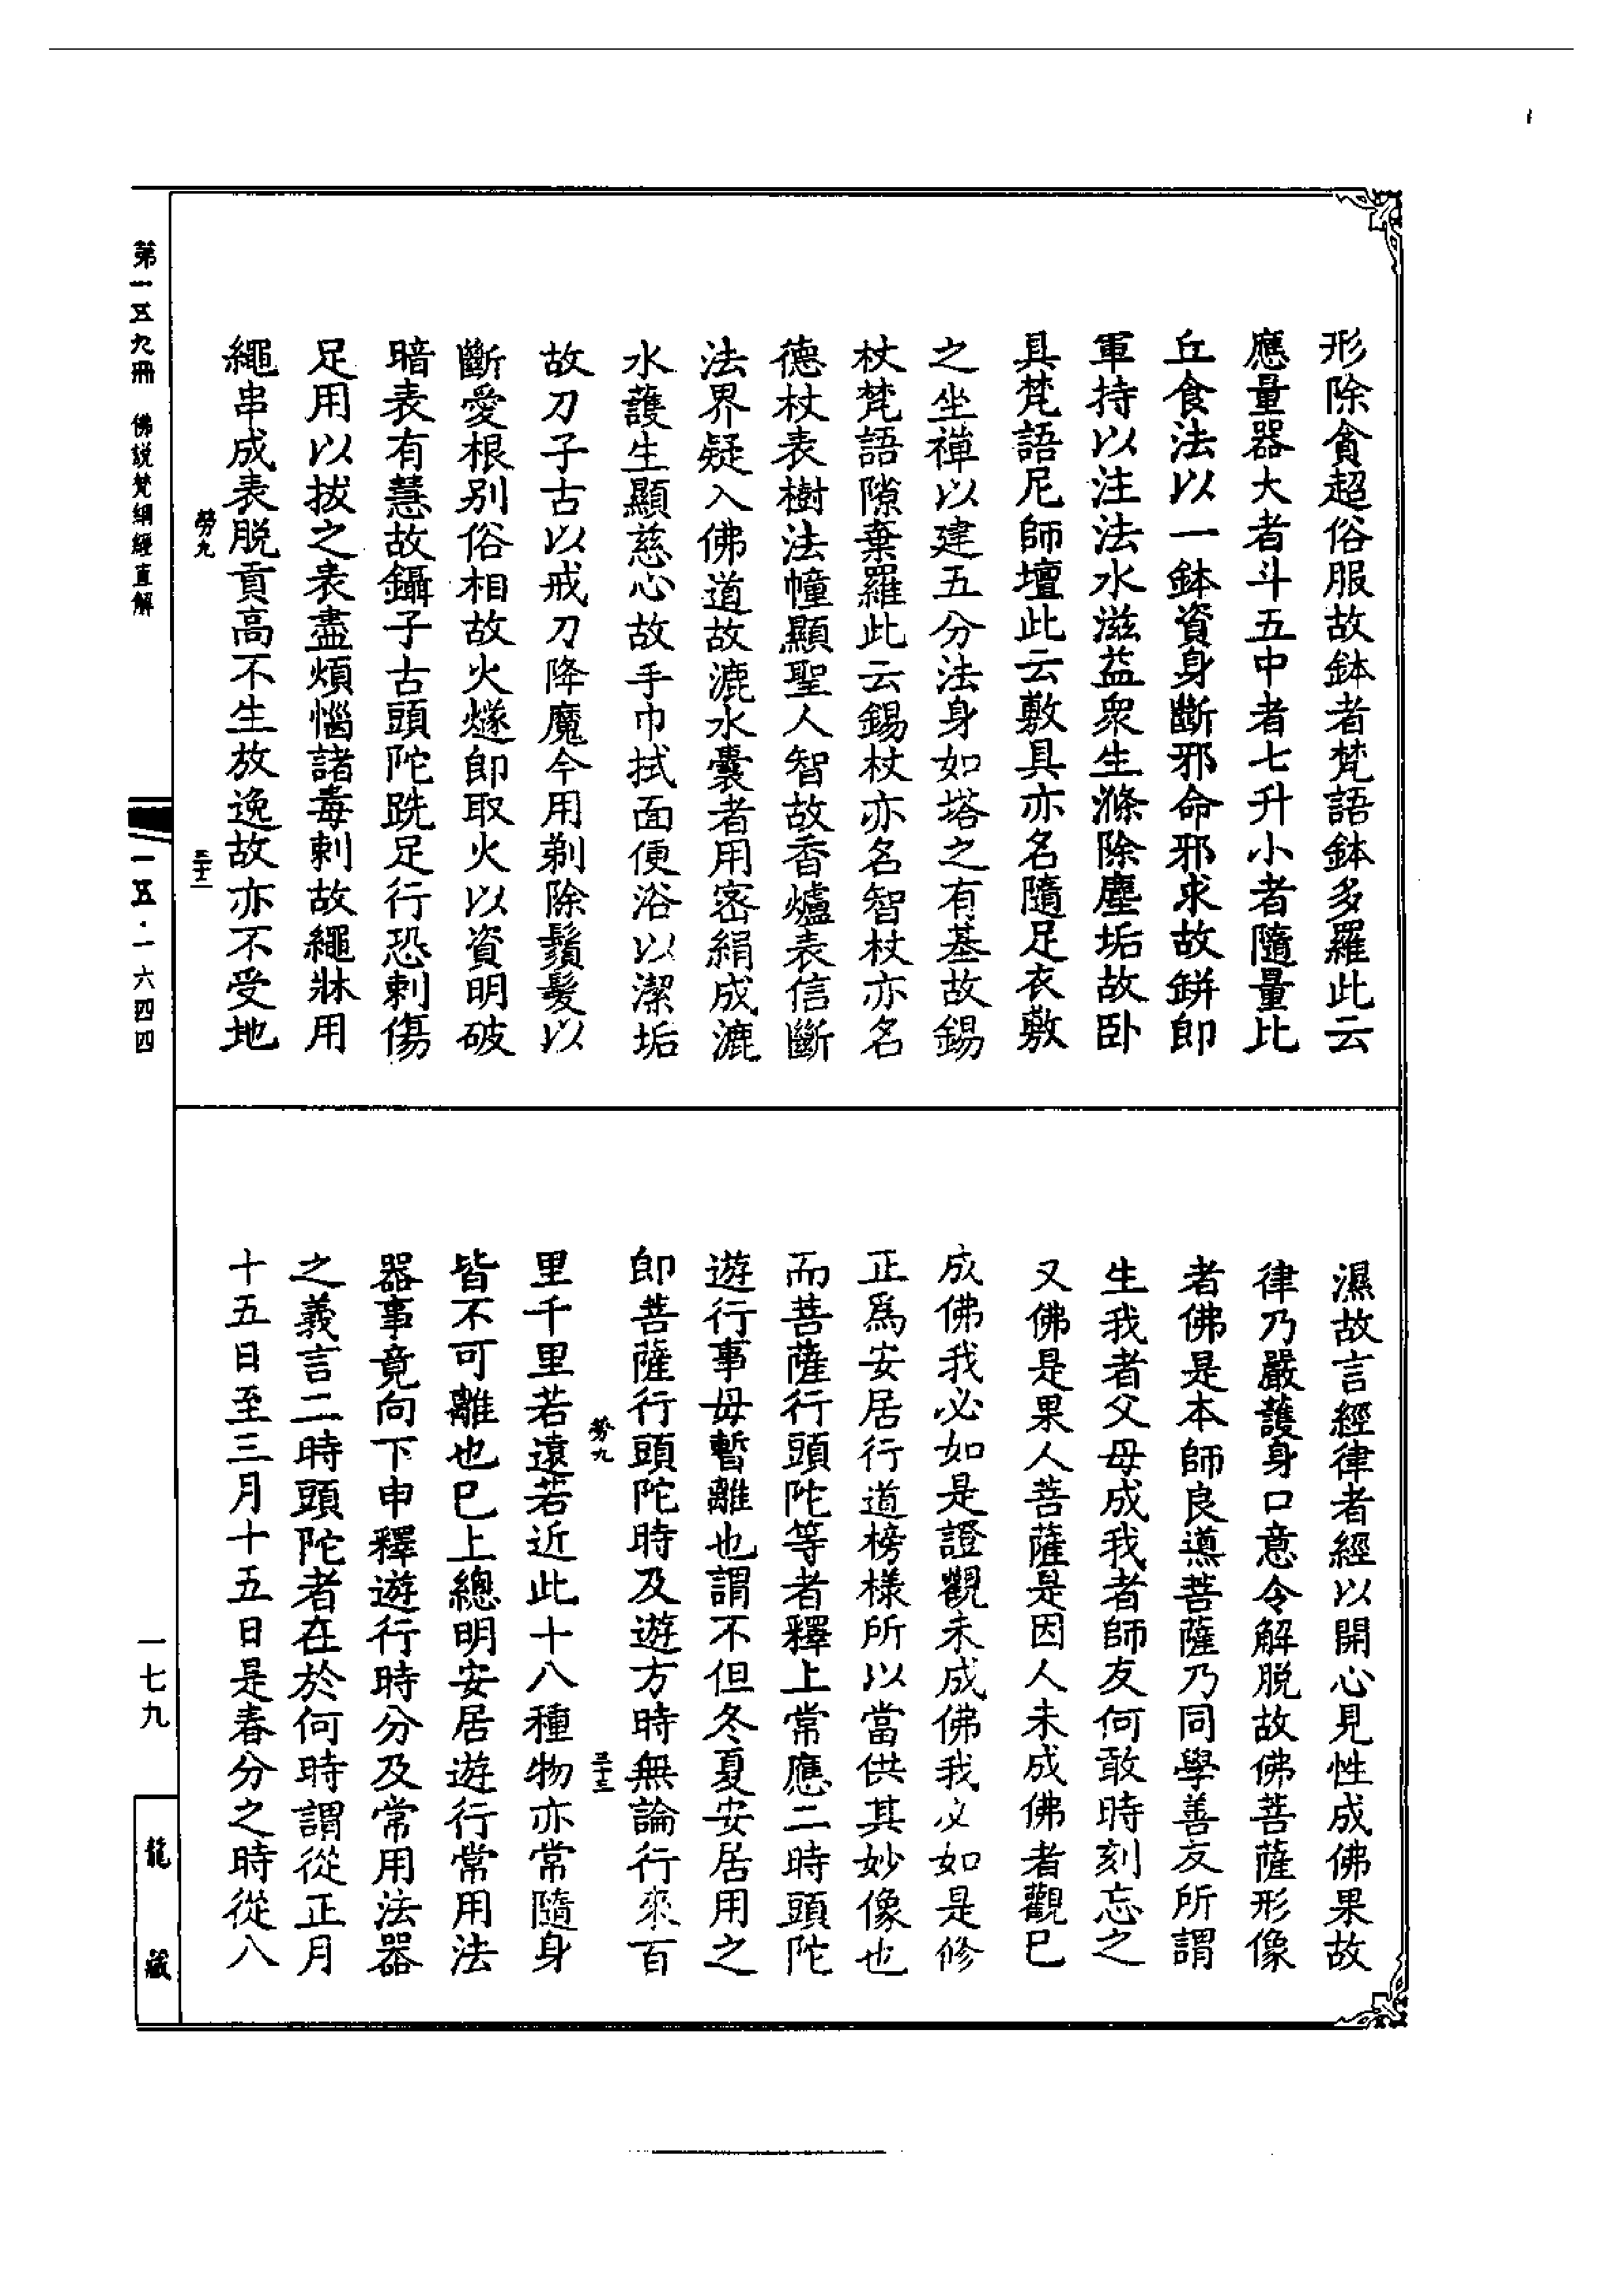 形除貪超俗服故鉢者梵語鉢多羅此云
應量器大者斗五中者七升小者隨量比
丘食法以一鉢資身斷邪命邪求故缾即
軍持以注法水滋益衆生滌除塵垢故卧
具梵語尼師壇此云敷具亦名隨足衣敷
之坐禪以建五分法身如塔之有基故錫
杖梵語隙棄羅此云錫杖亦名智杖亦名
德杖表樹法幢顯聖人智故香爐表信斷
法界疑入佛道故漉水囊者用密絹成漉
水護生顯慈心故手巾拭面便浴以潔垢
故刀子古以戒刀降魔今用剃除鬚髮以
斷愛根别俗相故火燧即取火以資明破
暗表有慧故鑷子古頭陀跣足行恐刺傷
足用以拔之表盡煩惱諸毒刺故繩牀用
繩串成表脱貢高不生放逸故亦不受地
勞九
三十二
濕故言經律者經以開心見性成佛果故
律乃嚴護身口意令解脱故佛菩薩形像
者佛是本師良導菩薩乃同學善友所謂
生我者父母成我者師友何敢時刻忘之
又佛是果人菩薩是因人未成佛者觀巳
成佛我必如是證觀未成佛我必如是修
正爲安居行道榜樣所以當供其妙像也
而菩薩行頭陀等者釋上常應二時頭陀
遊行事毋暫離也謂不但冬夏安居用之
即菩薩行頭陀時及遊方時無論行來百
勞九
三十三
里千里若遠若近此十八種物亦常隨身
皆不可離也巳上總明安居遊行常用法
器事竟向下申釋遊行時分及常用法器
之義言二時頭陀者在於何時謂從正月
十五日至三月十五日是春分之時從八
第一五九冊 佛説梵綱經直解
一五·一六四四
一七九
龍藏